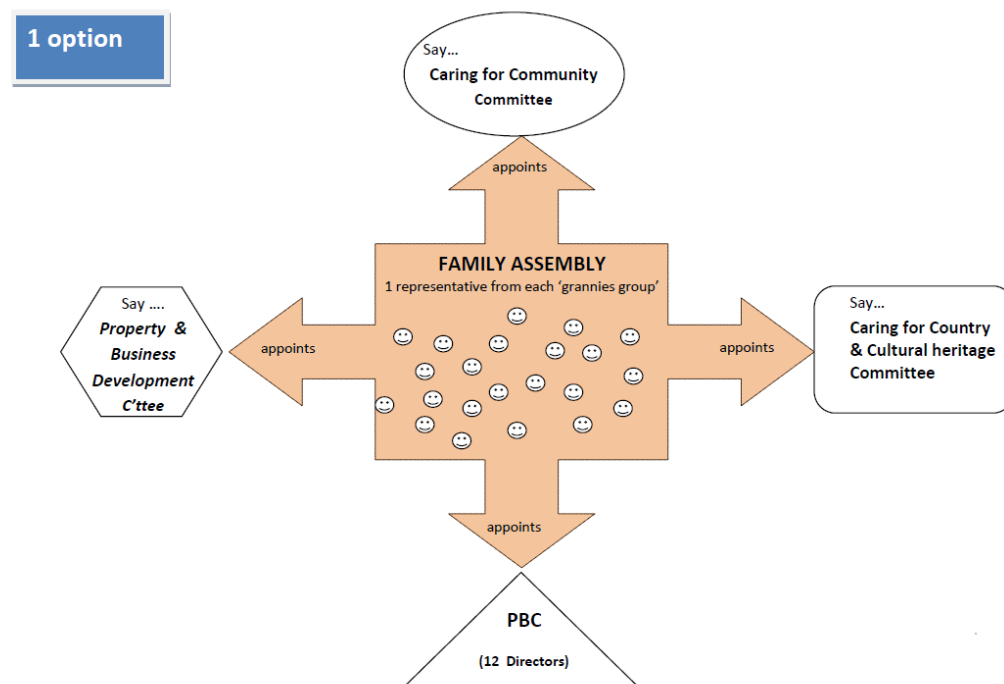 1 option
Say…
Caring for Community
Committee
appoints
FAMILY ASSEMBLY
1 representative from each ‘grannies group’
Say ….
Property & 
Business
Development
C’ttee
appoints
appoints
Say…
Caring for Country
& Cultural heritage
Committee
appoints
PBC
(12 Directors)